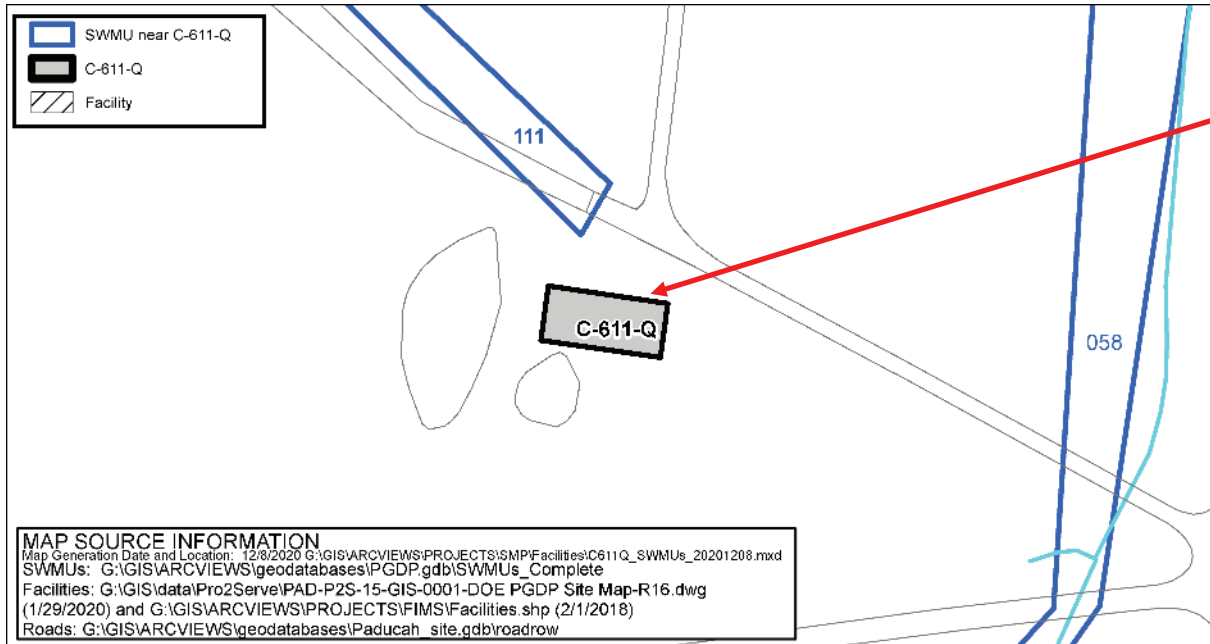 SWMU near C-611-Q
C-611-Q
Facility
111
C-611-Q
058
MAP SOURCE INFORMATION
Map Generation Date and Location: 12/8/2020 G:\GIS\ARCVIEWS\PROJECTS\SMP\Facilities\C611Q_SWMUs_20201208.mxd
SWMUs: G:\GIS\ARCVIEWS\geodatabases\PGDP.gdb\SWMUs_Complete
Facilities: G:\GIS\data\Pro2Serve\PAD-P2S-15-GIS-0001-DOE PGDP Site Map-R16.dwg
(1/29/2020) and G:\GIS\ARCVIEWS\PROJECTS\FIMS\Facilities.shp (2/1/2018)
Roads: G:\GIS\ARCVIEWS\geodatabases\Paducah_site.gdb\roadrow